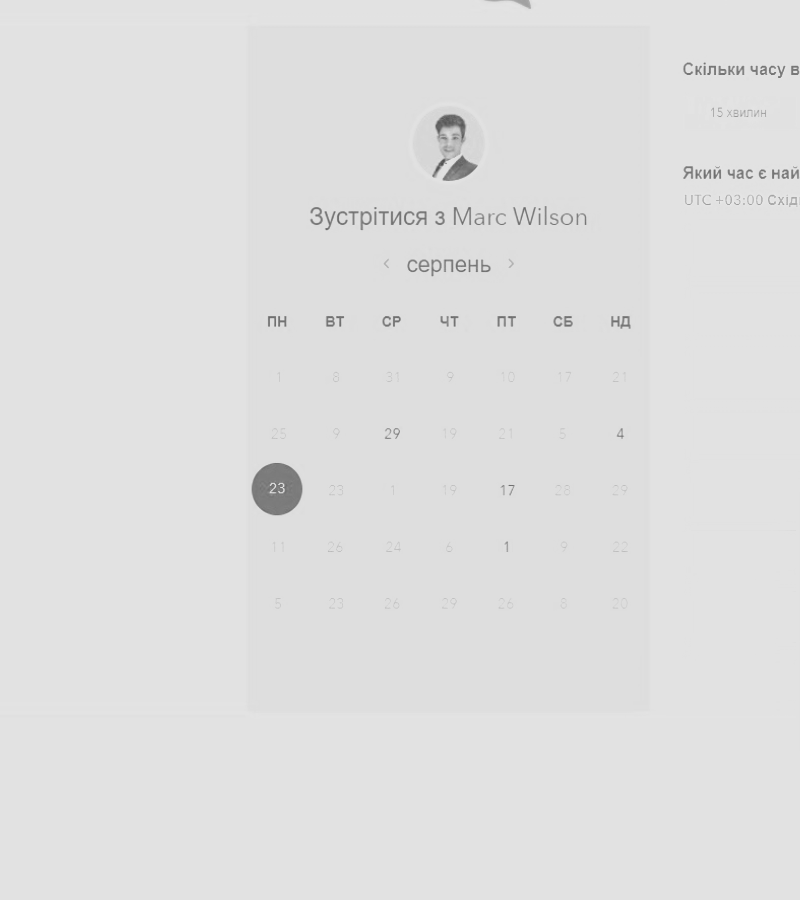 Зустрітися з Marc Wilson
серпень
ПН ВТ СР ЧТ ПТ СБ НД
1 8 31 9 10 17 21
25 9 29 19 21 5 4
23 23 1 19 17 28 29
11 26 24 6 1 9 22
5 23 26 29 26 8 20
Скільки часу в
15 хвилин
Який час є най
UTC +03:00 Східн